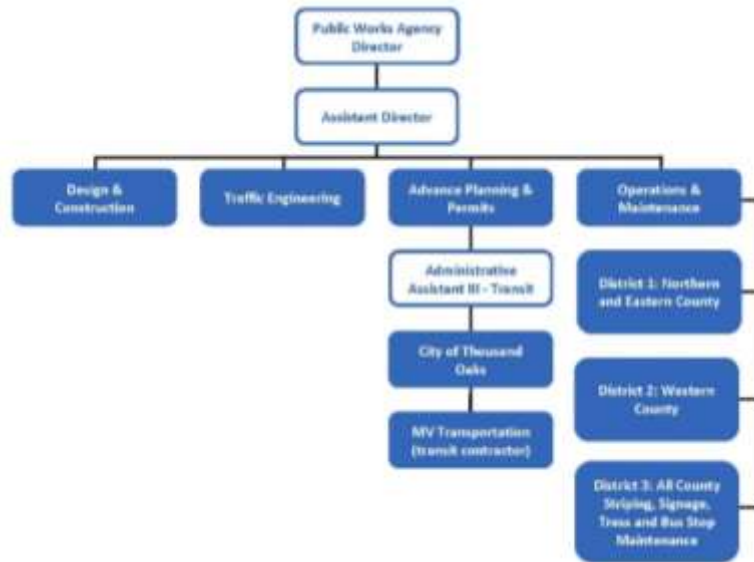 Public Works Agency
Director
Assistant Director
Design &
Construction
Traffic Engineering
Advance Planning &
Permits
Operations &
Maintenance
Administrative
Assistant III - Transit
City of Thousand
Oaks
MV Transportation
(transit contractor)
District 1: Northern
and Eastern County
District 2: Western
County
District 3: All County
Striping, Signage,
Trees and Bus Stop
Maintenance